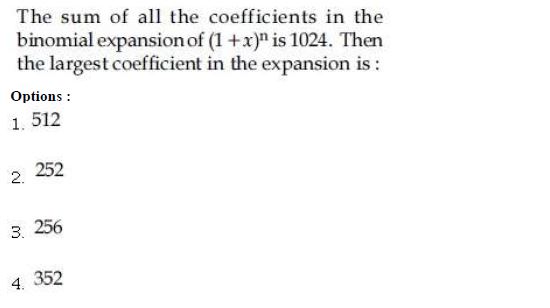 The sum of all the coefficients in the
binomial expansion of (1 +x)ⁿ is 1024. Then
the largest coefficient in the expansion is :
Options :
1. 512
2. 252
3. 256
4. 352